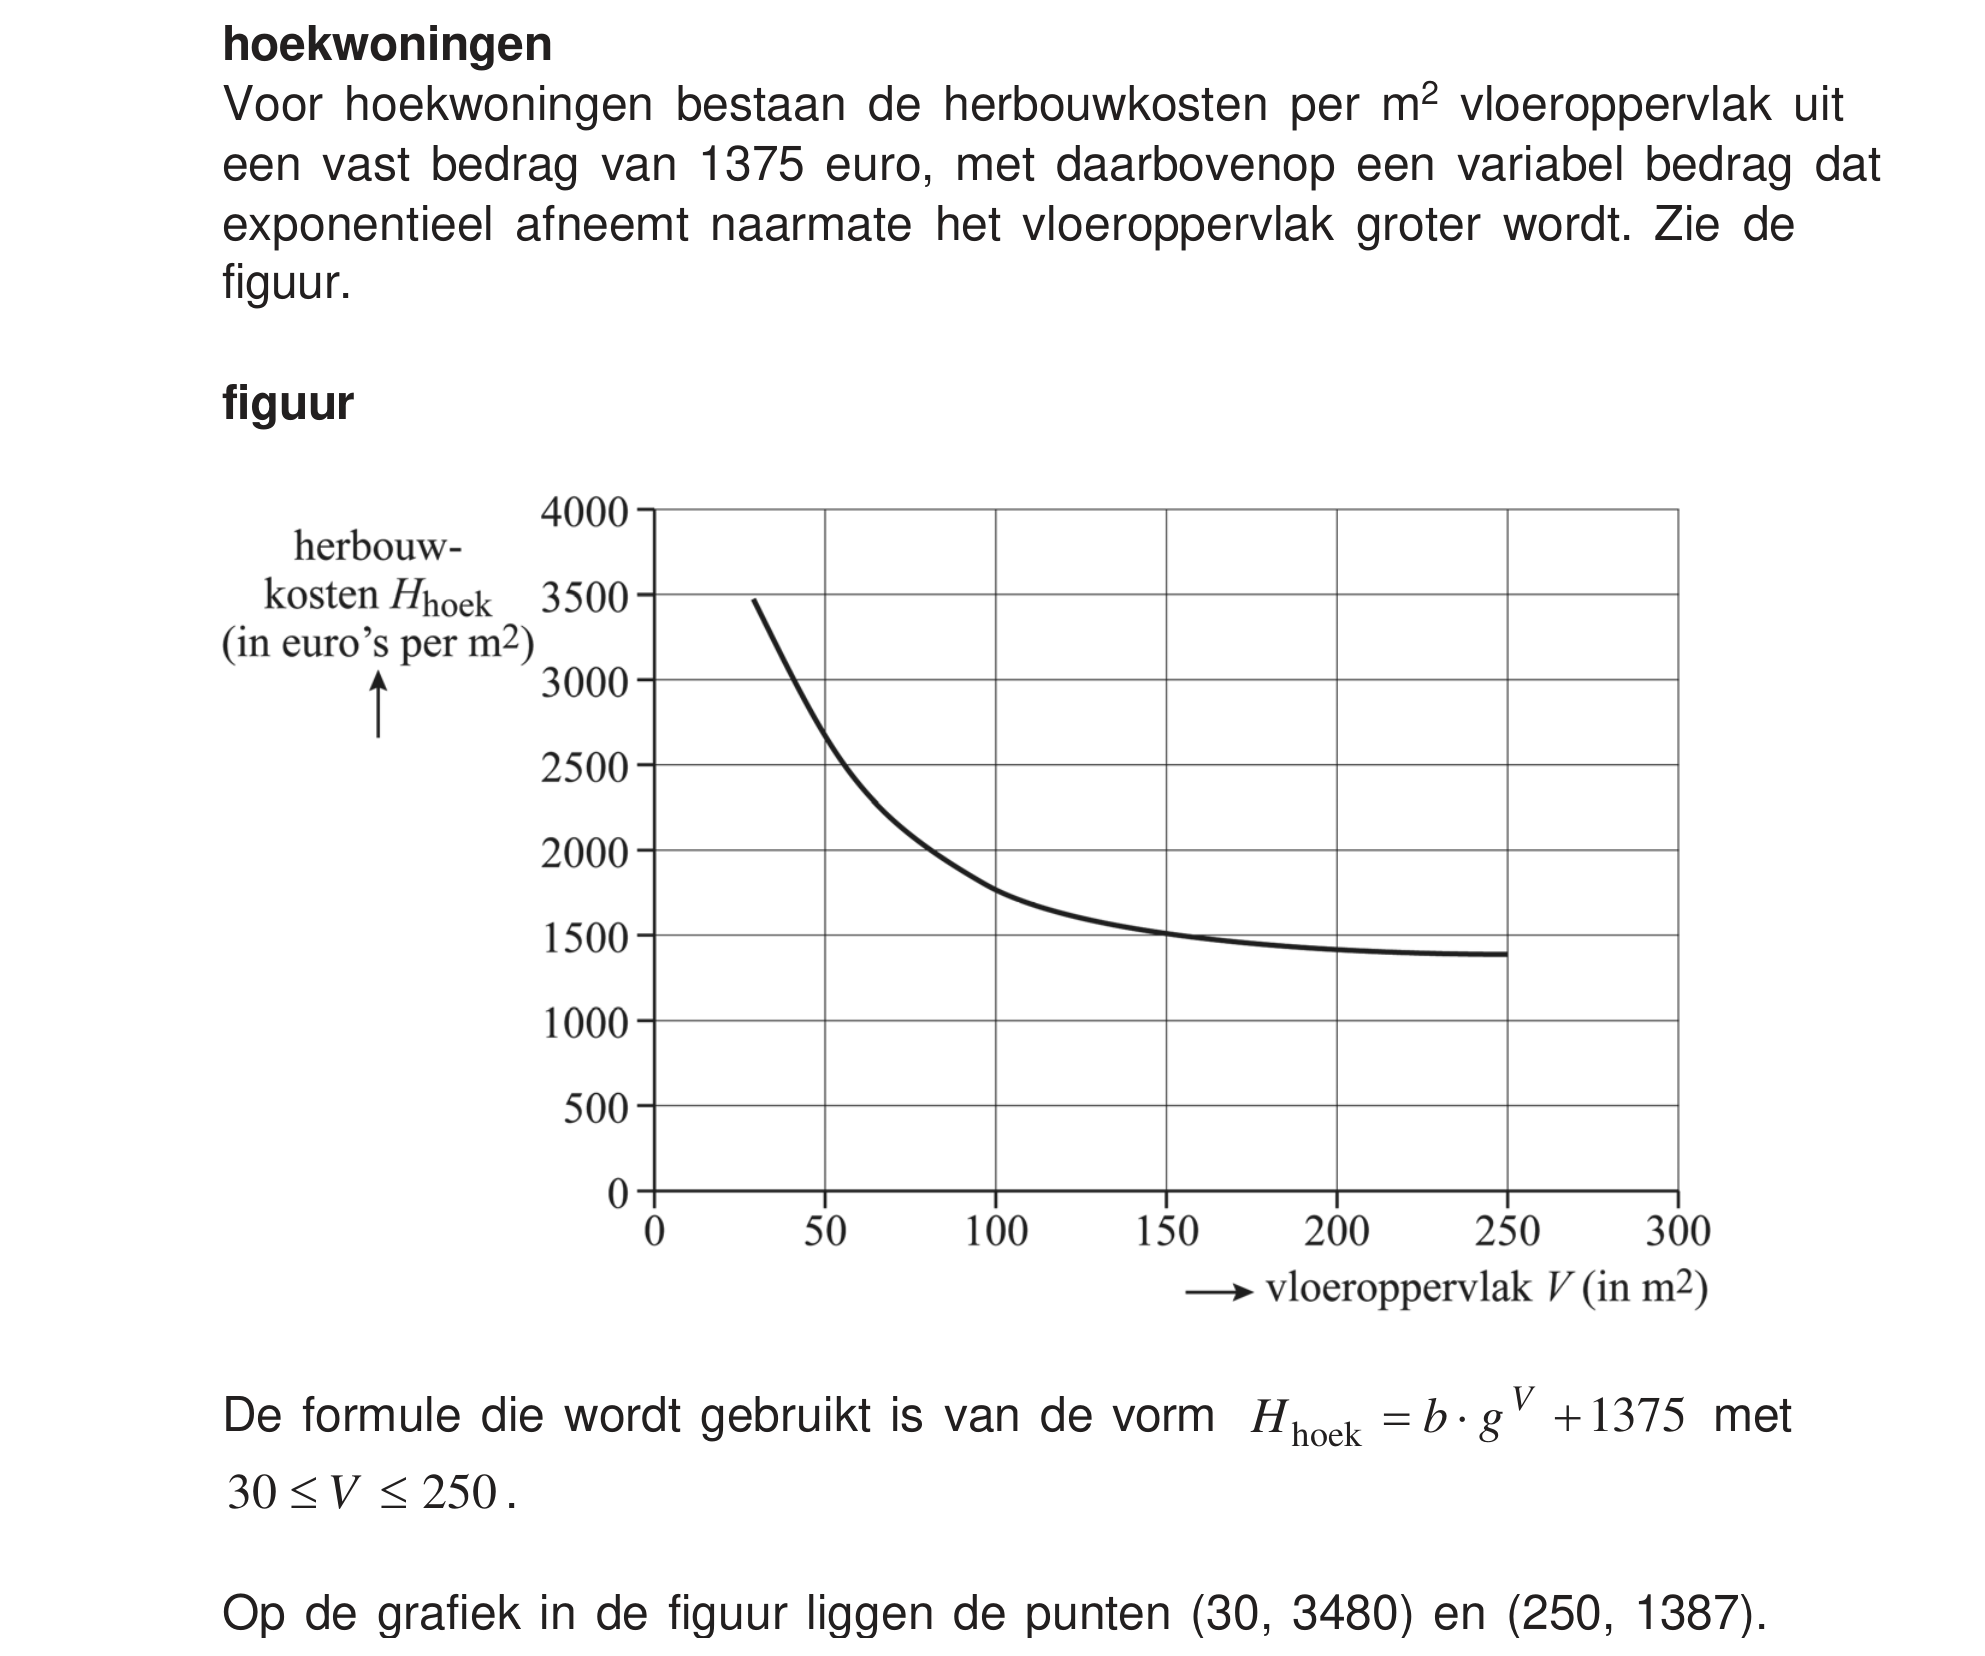 hoekwoningen
Voor hoekwoningen bestaan de herbouwkosten per m² vloeroppervlak uit
een vast bedrag van 1375 euro, met daarbovenop een variabel bedrag dat
exponentieel afneemt naarmate het vloeroppervlak groter wordt. Zie de
figuur.
figuur
herbouw-
kosten H_hoek
(in euro's per m2)
4000
3500
3000
2500
2000
1500
1000
500
0
0 50 100 150 200 250 300
vloeroppervlak V (in m2)
De formule die wordt gebruikt is van de vorm H_hoek = b · g^V + 1375 met
30 ≤ V ≤ 250.
Op de grafiek in de figuur liggen de punten (30, 3480) en (250, 1387).